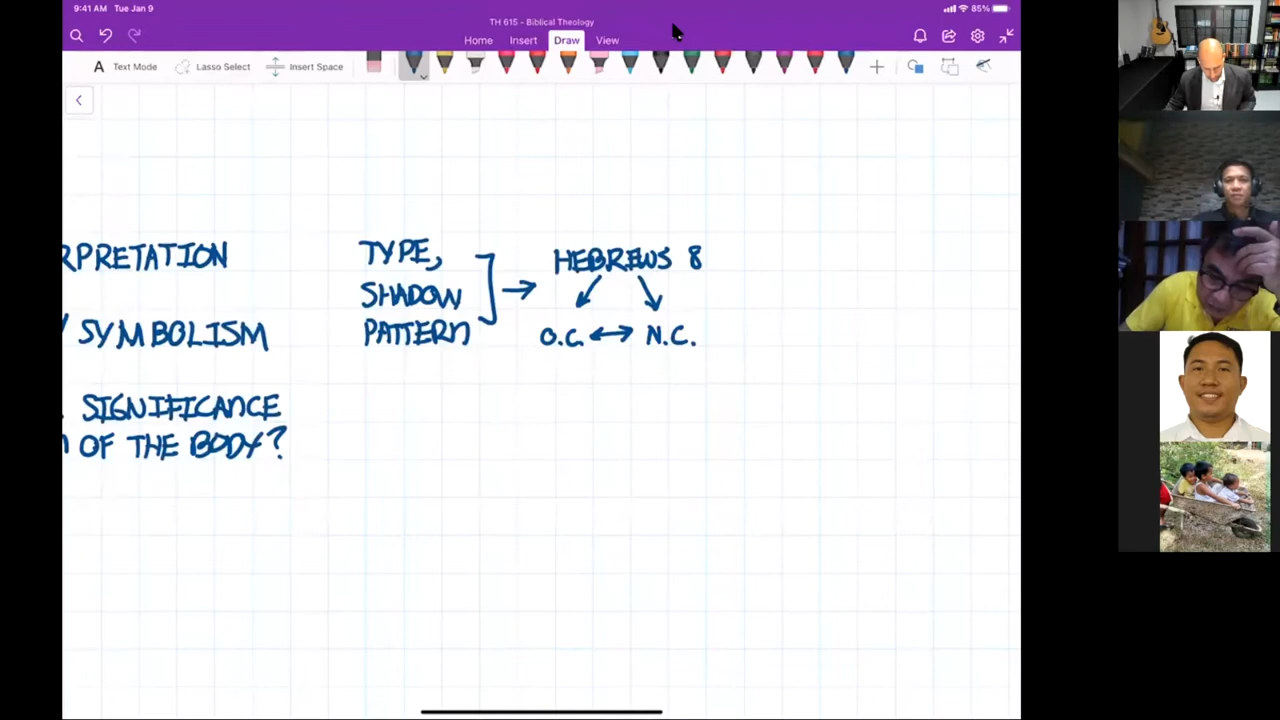 9:41 AM Tue Jan 9
85%
TH 615 - Biblical Theology
Home Insert Draw View
Text Mode Lasso Select Insert Space
RPRETATION
SYMBOLISM
SIGNIFICANCE
OF THE BODY?
TYPE,
SHADOW
PATTERN
HEBREWS 8
O.C. N.C.